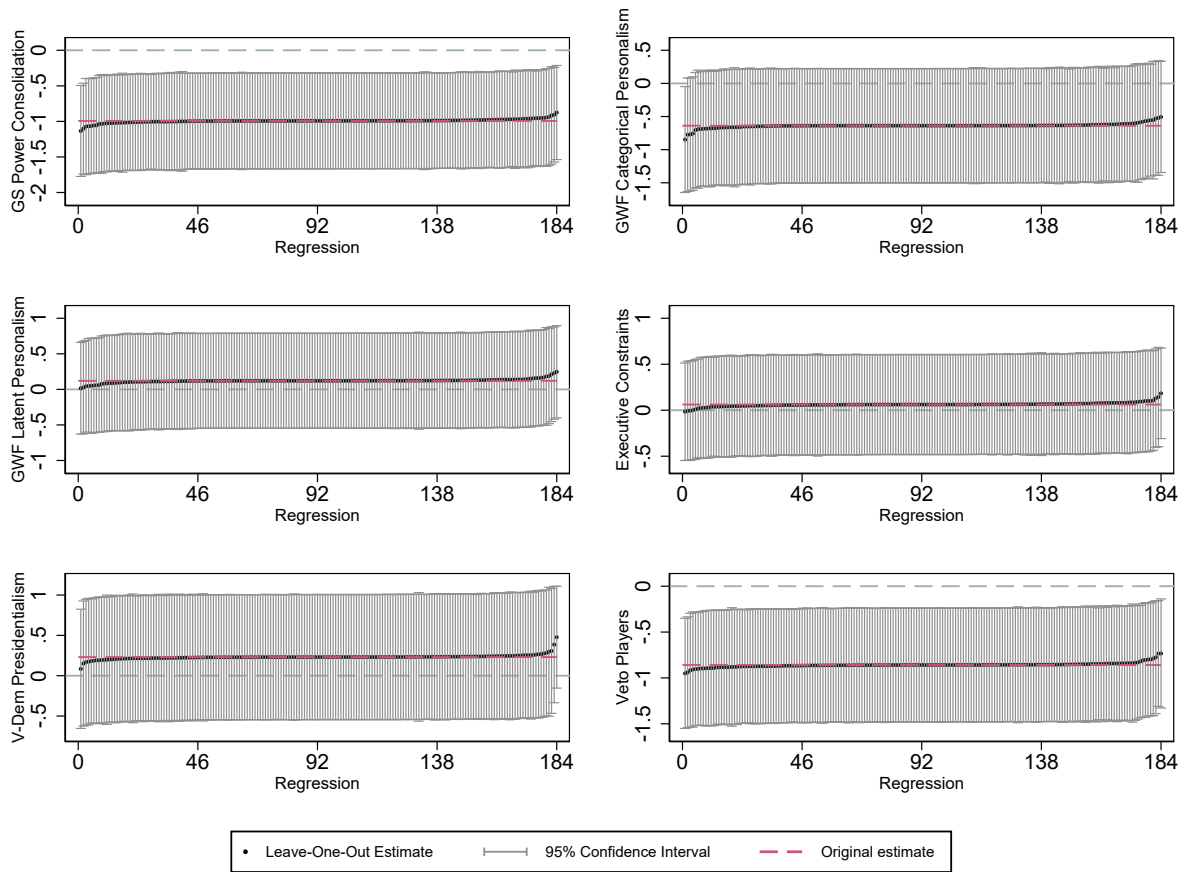 GS Power Consolidation
0
-.5
-1
-1.5
-2
0 46 92 138 184
Regression
GWF Categorical Personalism
.5
0
-.5
-1
-1.5
0 46 92 138 184
Regression
GWF Latent Personalism
1
.5
0
-.5
-1
0 46 92 138 184
Regression
Executive Constraints
1
.5
0
-.5
0 46 92 138 184
Regression
V-Dem Presidentialism
1
.5
0
-.5
0 46 92 138 184
Regression
Veto Players
0
-.5
-1
-1.5
0 46 92 138 184
Regression
Leave-One-Out Estimate 95% Confidence Interval Original estimate